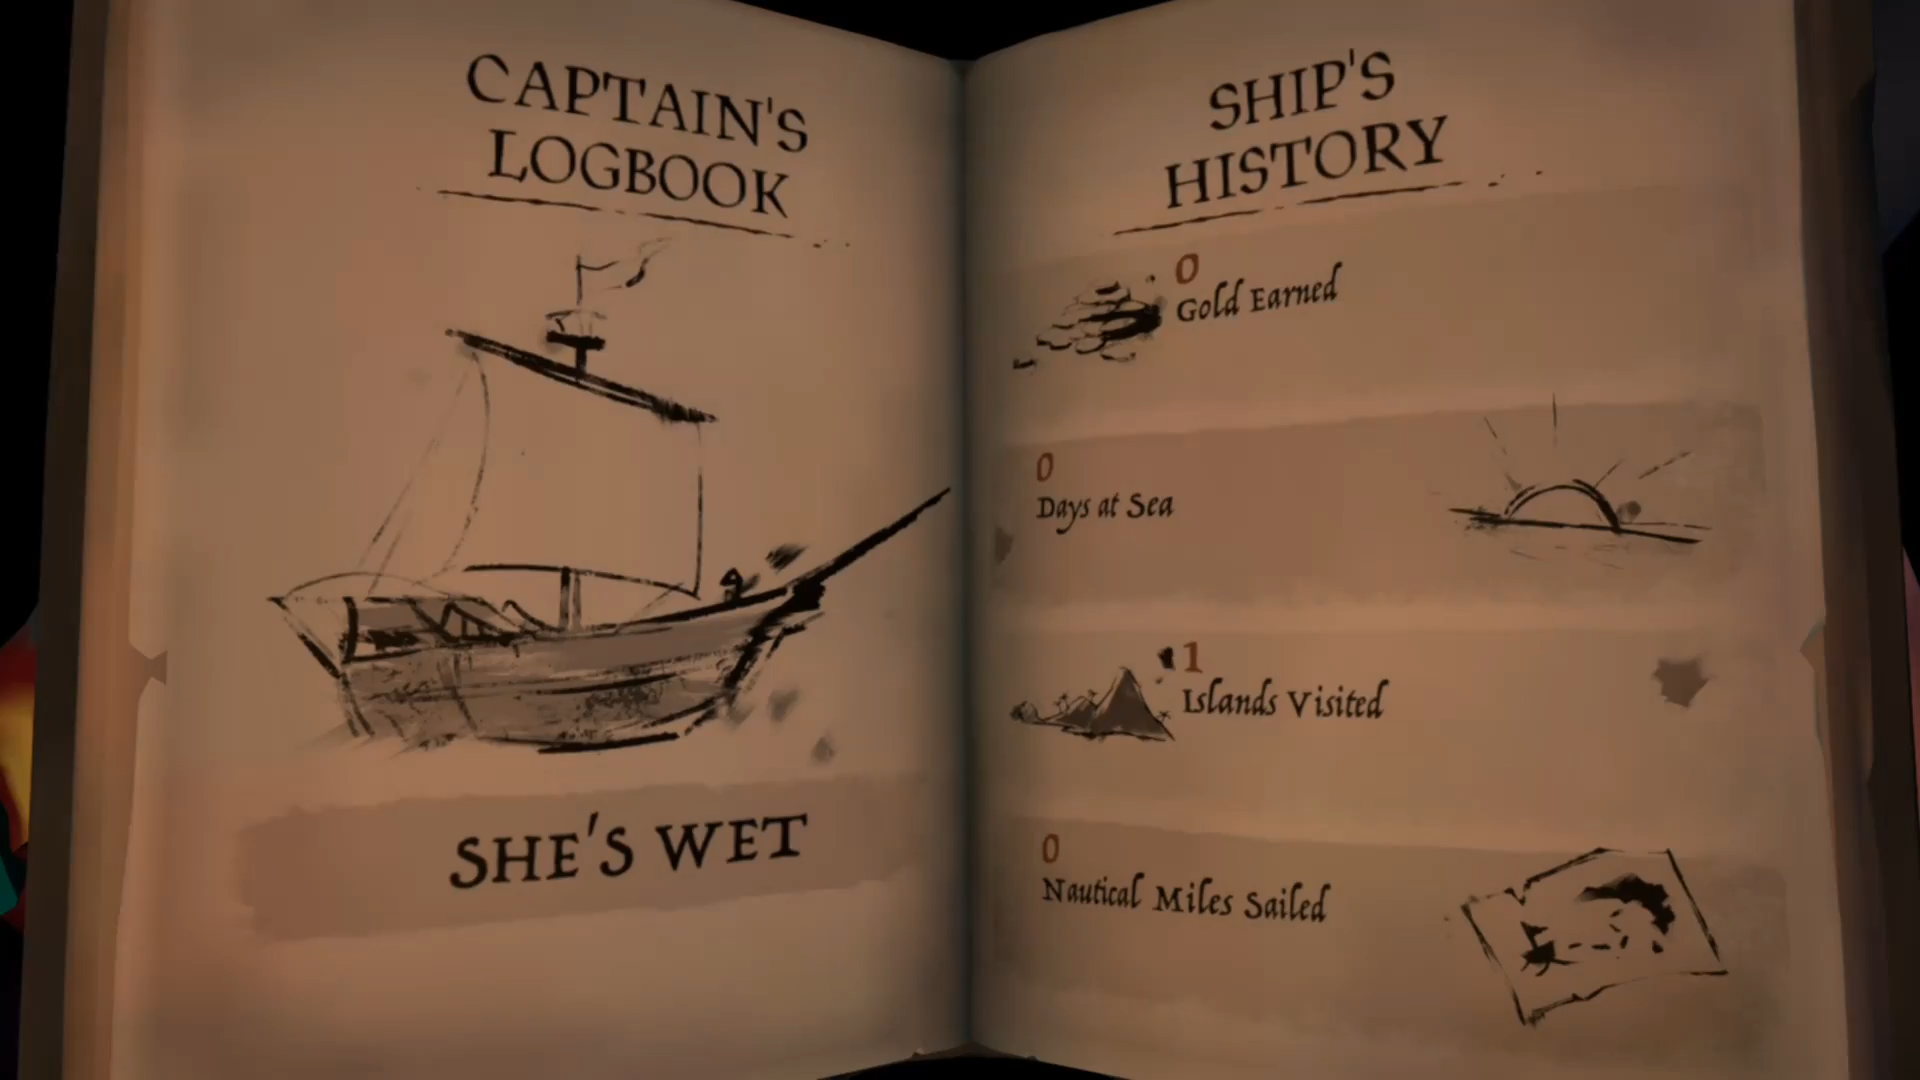 CAPTAIN'S
LOGBOOK
SHE'S WET
SHIP'S
HISTORY
0
Gold Earned
0
Days at Sea
1
Islands Visited
0
Nautical Miles Sailed